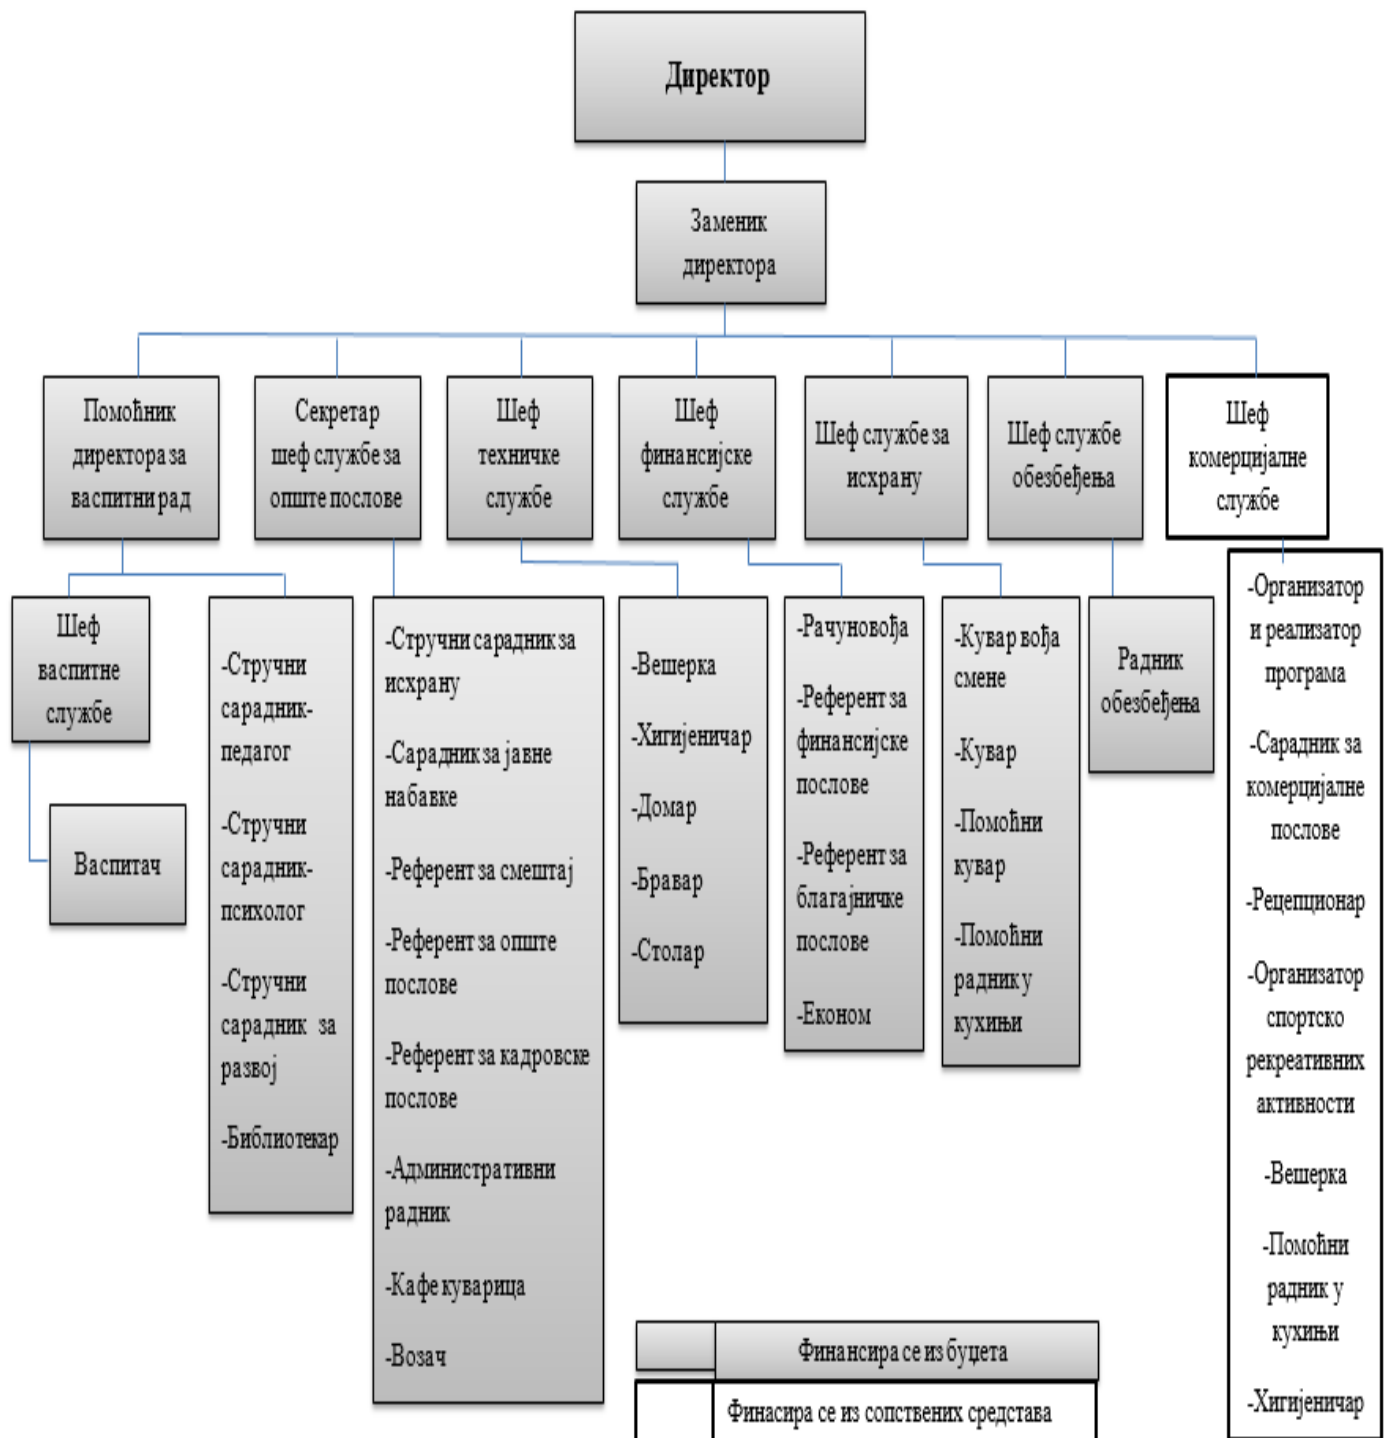 Директор
Заменик
директора
Помоћник
директора за
васпитни рад
Секретар
шеф службе за
опште послове
Шеф
техничке
службе
Шеф
финансијске
службе
Шеф службе за
исхрану
Шеф службе
обезбеђења
Шеф
комерцијалне
службе
Шеф
васпитне
службе
Васпитач
-Стручни
сарадник-
педагог
-Стручни
сарадник-
психолог
-Стручни
сарадник за
развој
-Библиотекар
-Стручни сарадник за
исхрану
-Сарадник за јавне
набавке
-Референт за смештај
-Референт за опште
послове
-Референт за кадровске
послове
-Административни
радник
-Кафе куварица
-Возач
-Вешерка
-Хигијеничар
-Домар
-Бравар
-Столар
-Рачуновођа
-Референт за
финансијске
послове
-Референт за
благајничке
послове
-Економ
-Кувар вођа
смене
-Кувар
-Помоћни
кувар
-Помоћни
радник у
кухињи
Радник
обезбеђења
-Организатор
и реализатор
програма
-Сарадник за
комерцијалне
послове
-Рецепционар
-Организатор
спортско
рекреативних
активности
-Вешерка
-Помоћни
радник у
кухињи
-Хигијеничар
Финансира се из буџета
Финасира се из сопствених средстава